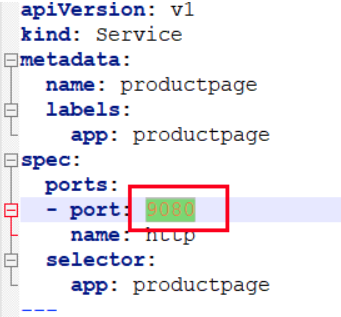 apiVersion: v1
kind: Service
metadata:
  name: productpage
  labels:
    app: productpage
spec:
  ports:
  - port: 9080
    name: http
  selector:
    app: productpage
---